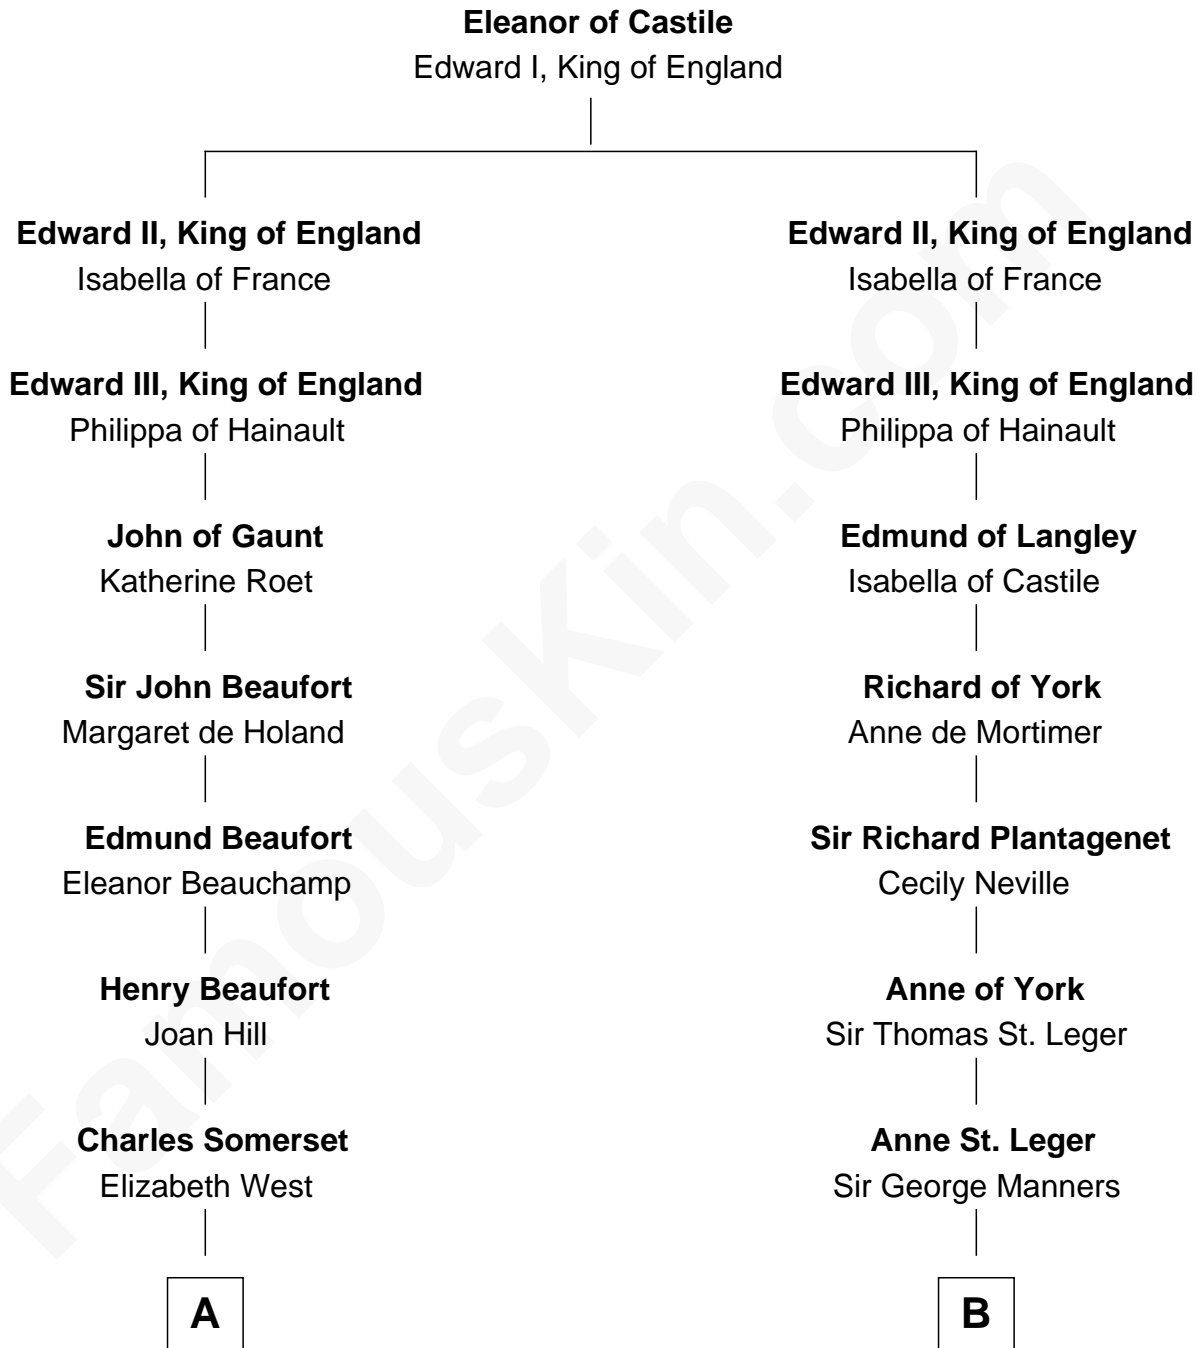 Eleanor of Castile
Edward I, King of England
Edward II, King of England
Isabella of France
Edward III, King of England
Philippa of Hainault
John of Gaunt
Katherine Roet
Sir John Beaufort
Margaret de Holand
Edmund Beaufort
Eleanor Beauchamp
Henry Beaufort
Joan Hill
Charles Somerset
Elizabeth West
A
Edward II, King of England
Isabella of France
Edward III, King of England
Philippa of Hainault
Edmund of Langley
Isabella of Castile
Richard of York
Anne de Mortimer
Sir Richard Plantagenet
Cecily Neville
Anne of York
Sir Thomas St. Leger
Anne St. Leger
Sir George Manners
B
FamousKin.com